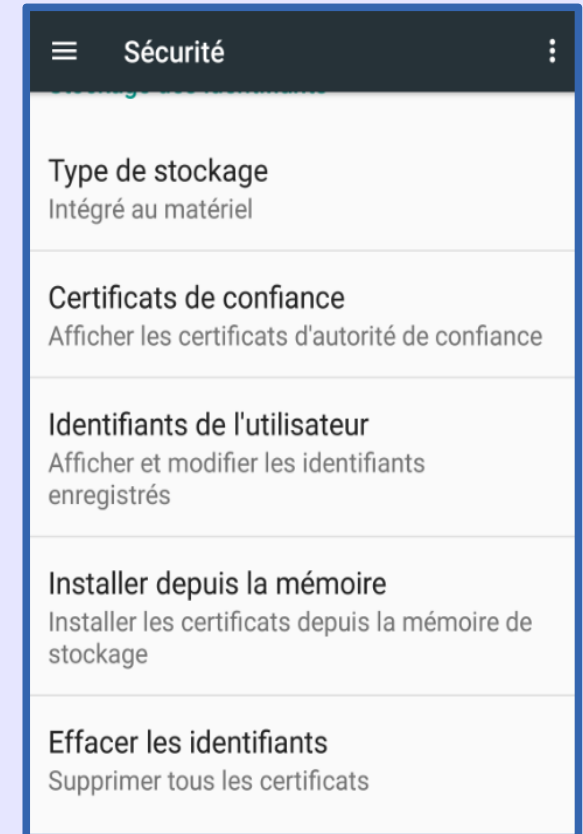 Sécurité
Type de stockage
Intégré au matériel
Certificats de confiance
Afficher les certificats d'autorité de confiance
Identifiants de l'utilisateur
Afficher et modifier les identifiants
enregistrés
Installer depuis la mémoire
Installer les certificats depuis la mémoire de
stockage
Effacer les identifiants
Supprimer tous les certificats